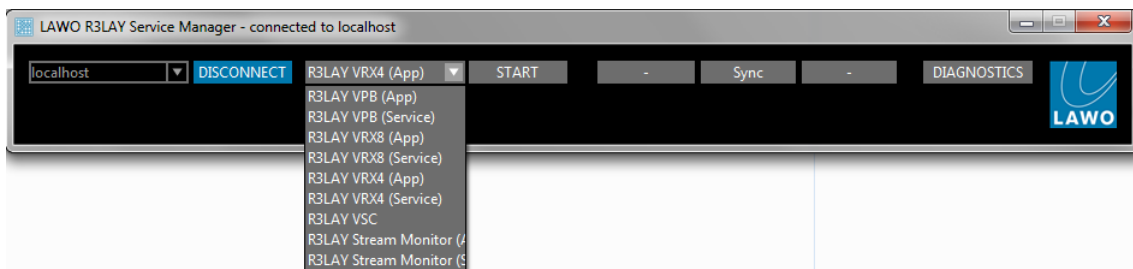 LAWO R3LAY Service Manager - connected to localhost
localhost DISCONNECT R3LAY VRX4 (App) START - Sync - DIAGNOSTICS
LAWO
R3LAY VPB (App)
R3LAY VPB (Service)
R3LAY VRX8 (App)
R3LAY VRX8 (Service)
R3LAY VRX4 (App)
R3LAY VRX4 (Service)
R3LAY VSC
R3LAY Stream Monitor (A
R3LAY Stream Monitor (S